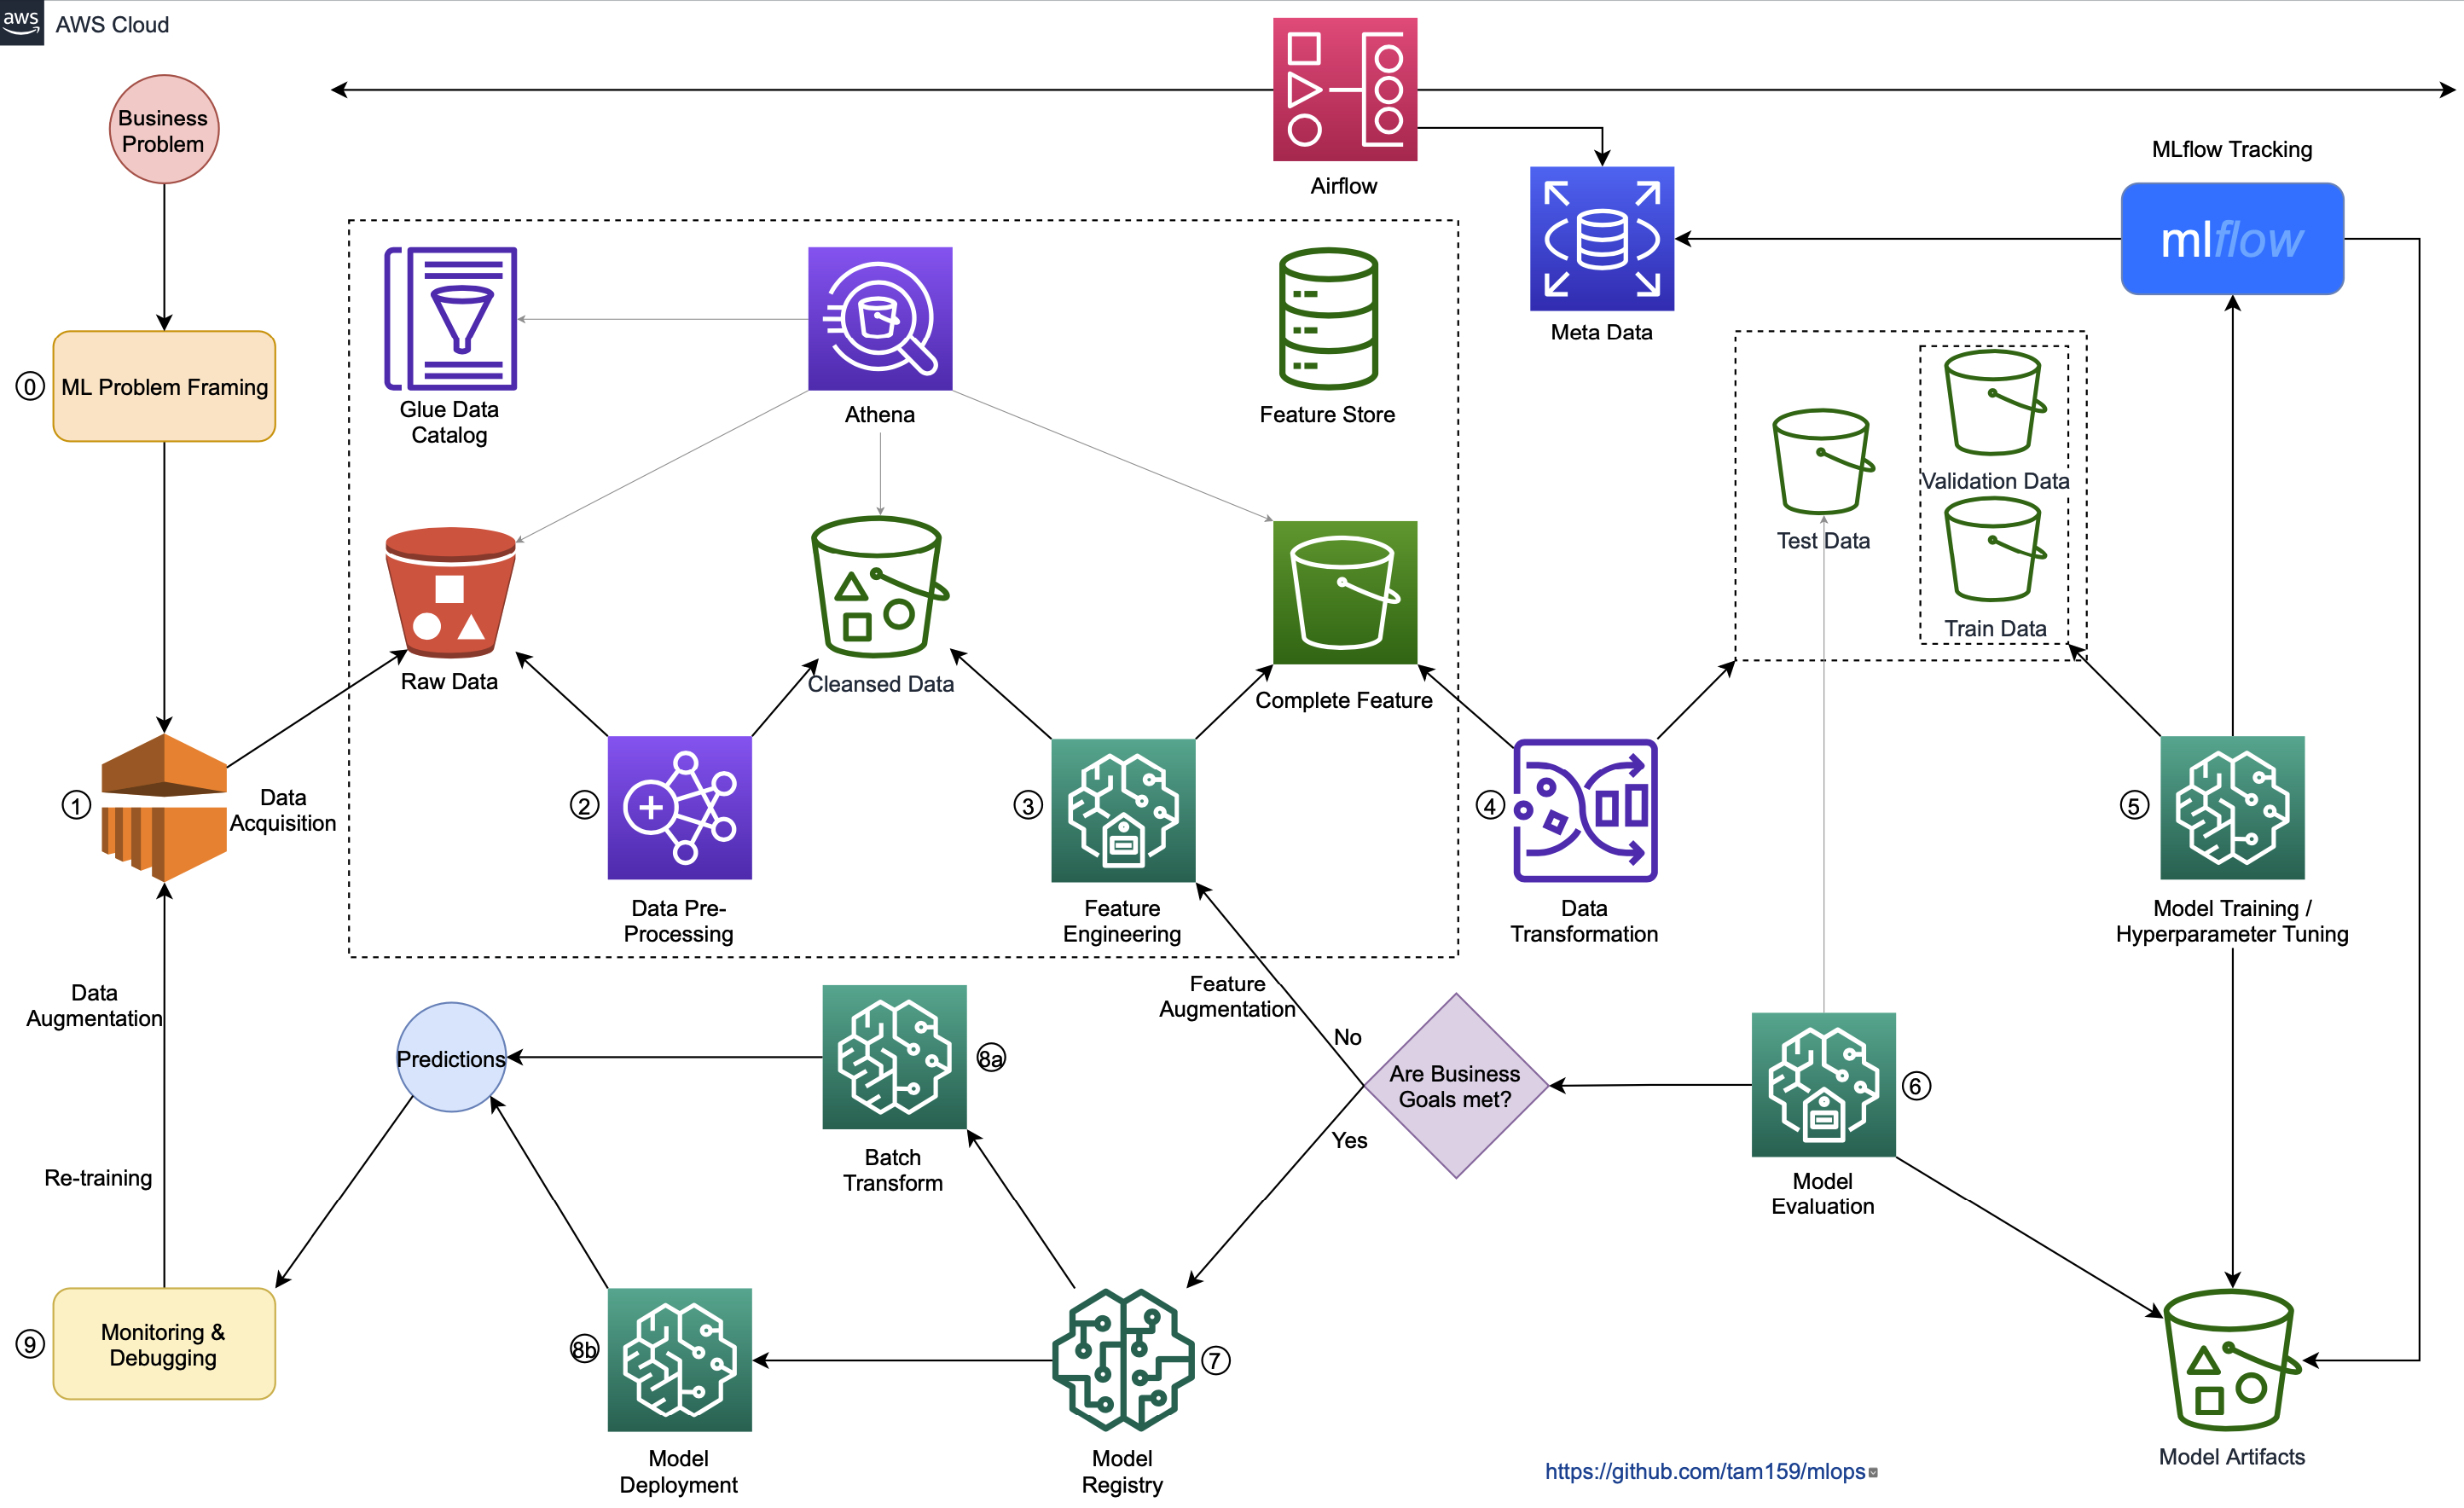 aws
AWS Cloud
Business
Problem
Airflow
MLflow Tracking
mlflow
Meta Data
0
ML Problem Framing
Glue Data
Catalog
Athena
Feature Store
Validation Data
Test Data
Train Data
Raw Data
Cleansed Data
Complete Feature
1
Data
Acquisition
2
Data Pre-
Processing
3
Feature
Engineering
4
Data
Transformation
5
Model Training /
Hyperparameter Tuning
Data
Augmentation
Feature
Augmentation
No
Predictions
8a
Batch
Transform
Are Business
Goals met?
Yes
6
Model
Evaluation
Re-training
9
Monitoring &
Debugging
8b
Model
Deployment
7
Model
Registry
Model Artifacts
https://github.com/tam159/mlops